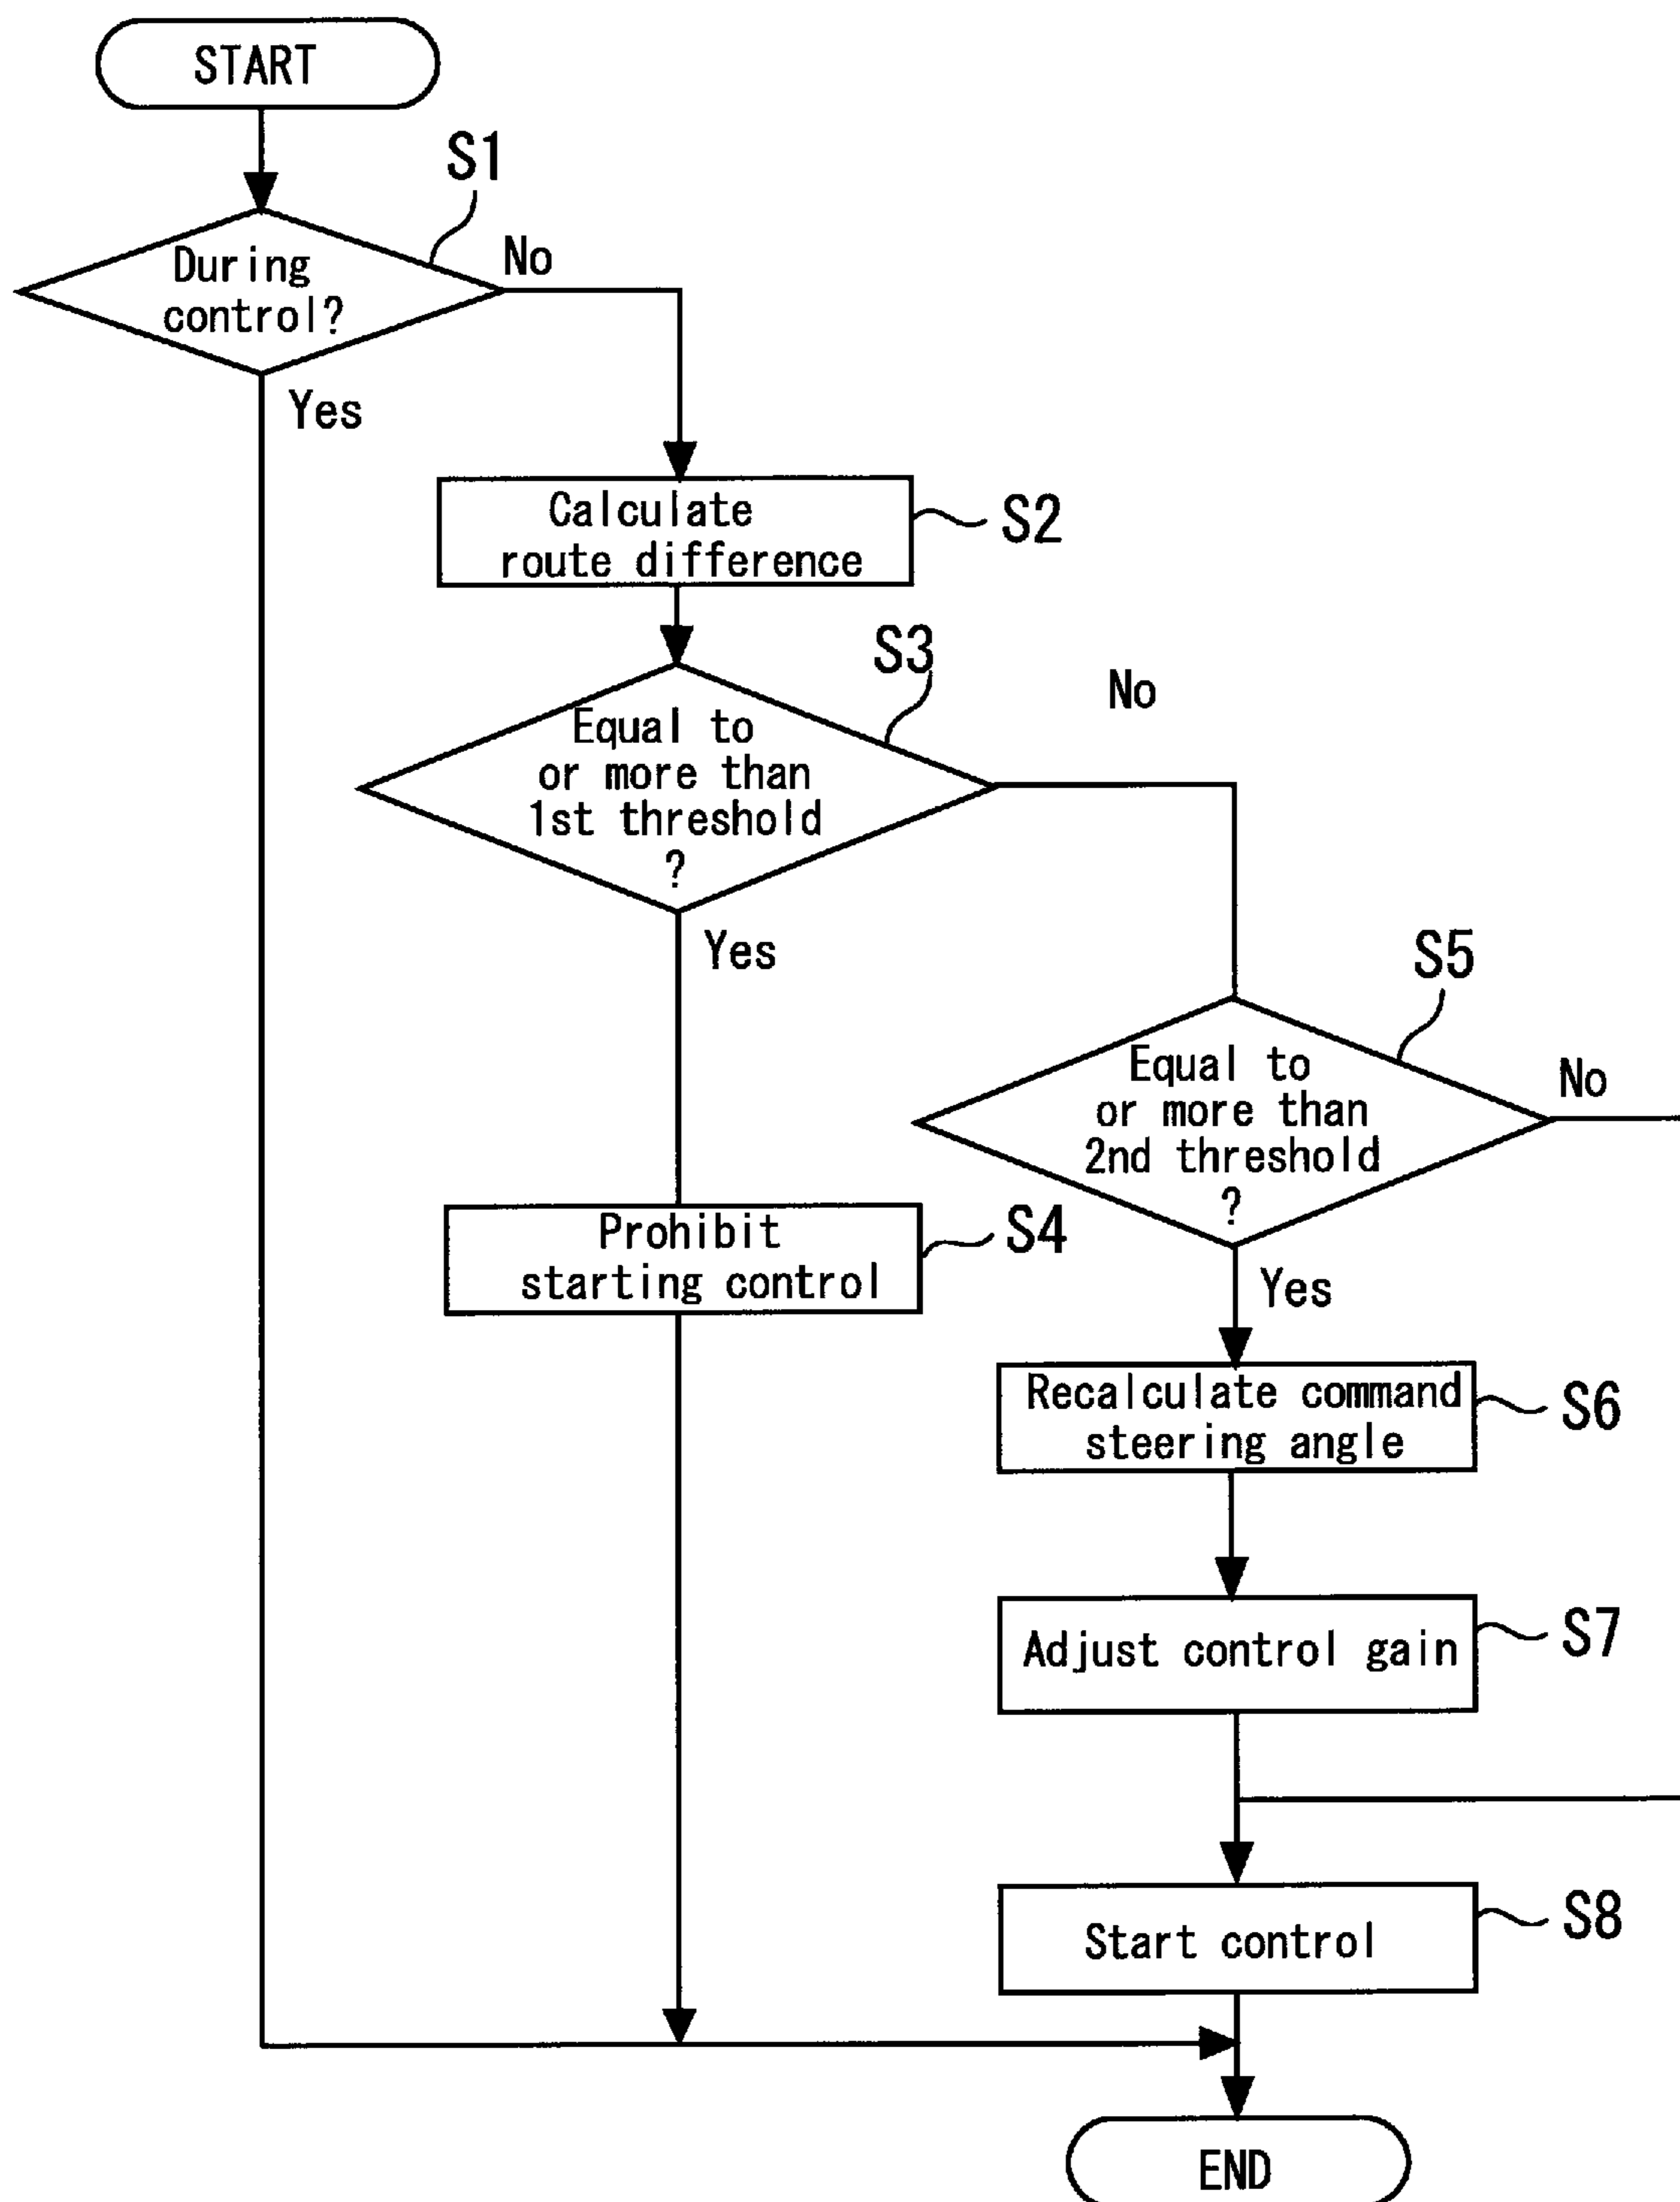 START
S1
During
control?
No
Yes
Calculate
route difference
S2
S3
No
Equal to
or more than
1st threshold
?
Yes
S5
Equal to
or more than
2nd threshold
?
No
Prohibit
starting control
S4
Yes
Recalculate command
steering angle
S6
Adjust control gain
S7
Start control
S8
END